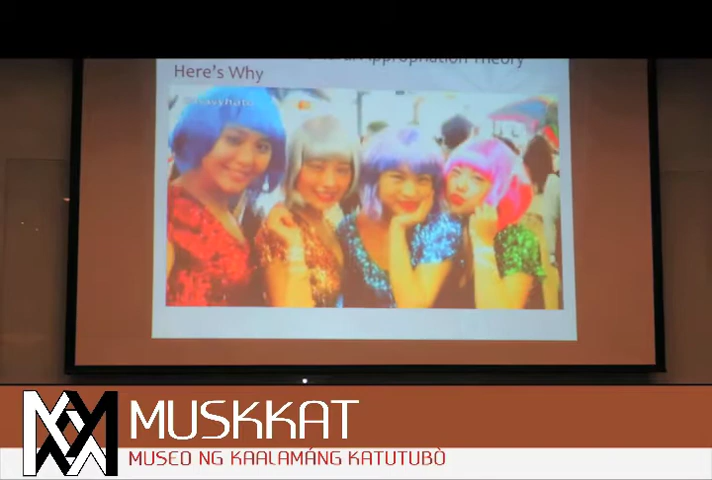 Appropriation Theory
Here's Why
MUSKKAT
MUSEO NG KAALAMÁNG KATUTUBÒ